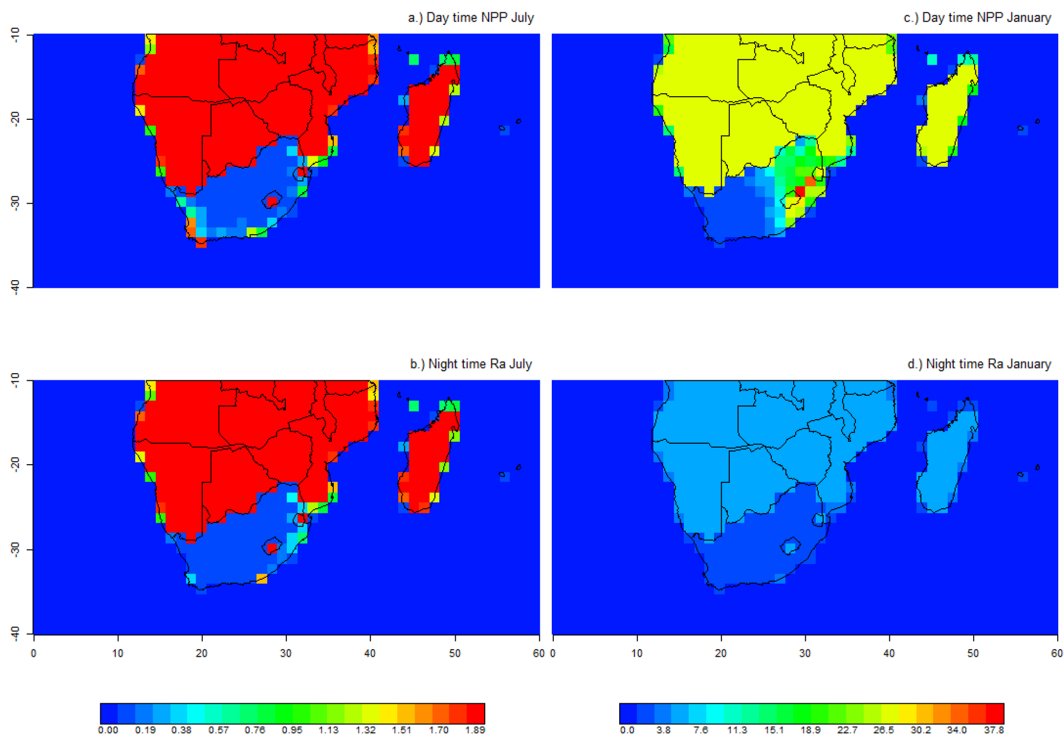 a.) Day time NPP July
c.) Day time NPP January
-10
-20
-30
-40
b.) Night time Ra July
d.) Night time Ra January
-10
-20
-30
-40
0 10 20 30 40 50 60 0 10 20 30 40 50 60
0.00 0.19 0.38 0.57 0.76 0.95 1.13 1.32 1.51 1.70 1.89
0.0 3.8 7.6 11.3 15.1 18.9 22.7 26.5 30.2 34.0 37.8